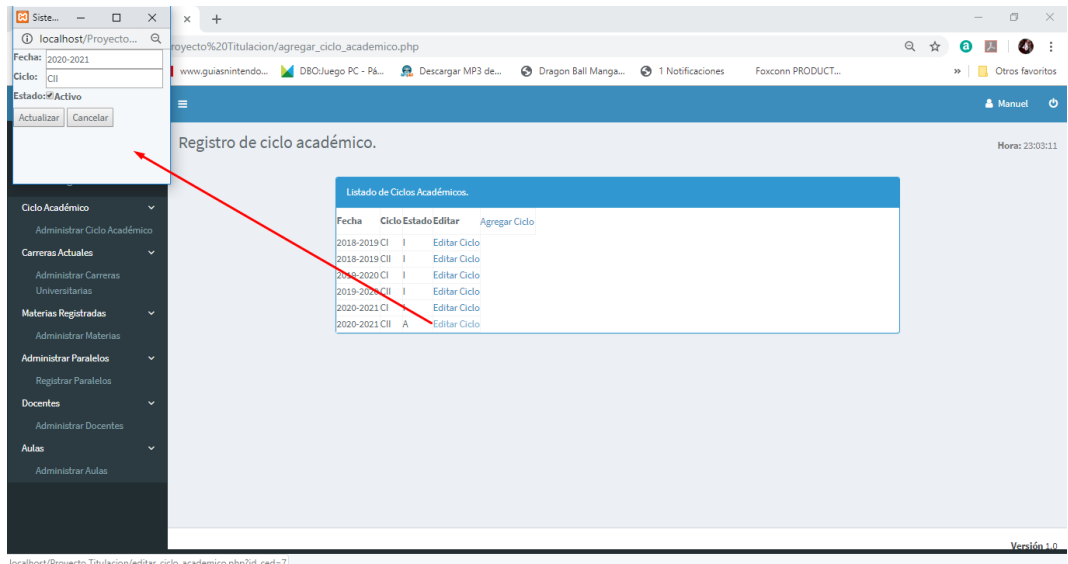 Siste...
localhost/Proyecto...
Fecha: 2020-2021
Ciclo: CII
Estado: Activo
Actualizar Cancelar
royecto%20Titulacion/agregar_ciclo_academico.php
www.guiasnintendo... DBO:Juego PC - Pá... Descargar MP3 de... Dragon Ball Manga... 1 Notificaciones Foxconn PRODUCT... » Otros favoritos
Manuel
Registro de ciclo académico.
Hora: 23:03:11
Ciclo Académico
Administrar Ciclo Académico
Carreras Actuales
Administrar Carreras
Universitarias
Materias Registradas
Administrar Materias
Administrar Paralelos
Registrar Paralelos
Docentes
Administrar Docentes
Aulas
Administrar Aulas
Listado de Ciclos Académicos.
Fecha Ciclo Estado Editar Agregar Ciclo
2018-2019 CI I Editar Ciclo
2018-2019 CII I Editar Ciclo
2019-2020 CI I Editar Ciclo
2019-2020 CII I Editar Ciclo
2020-2021 CI I Editar Ciclo
2020-2021 CII A Editar Ciclo
Versión 1.0
localhost/Proyecto Titulacion/editar_ciclo_academico.php?id_ced=7